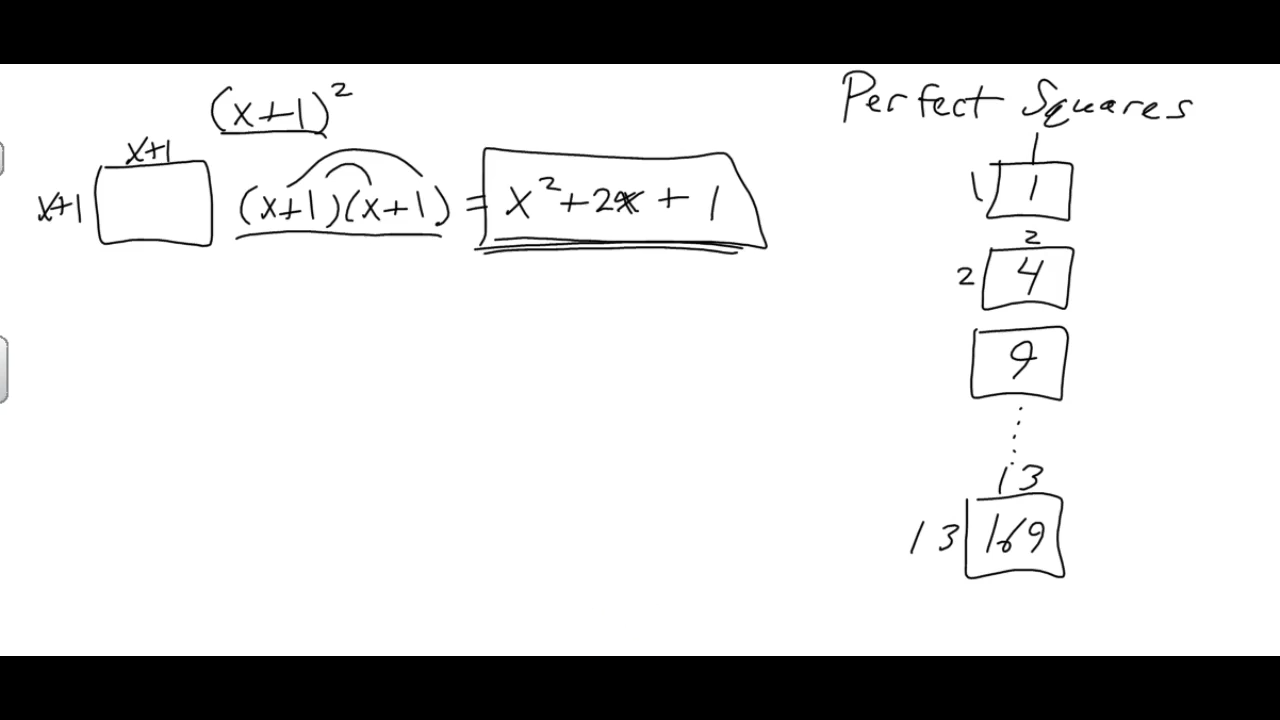 (x+1)²
x+1
x+1
(x+1)(x+1) = x² + 2x + 1
Perfect Squares
1
1 1
2
2 4
9
13
13 169